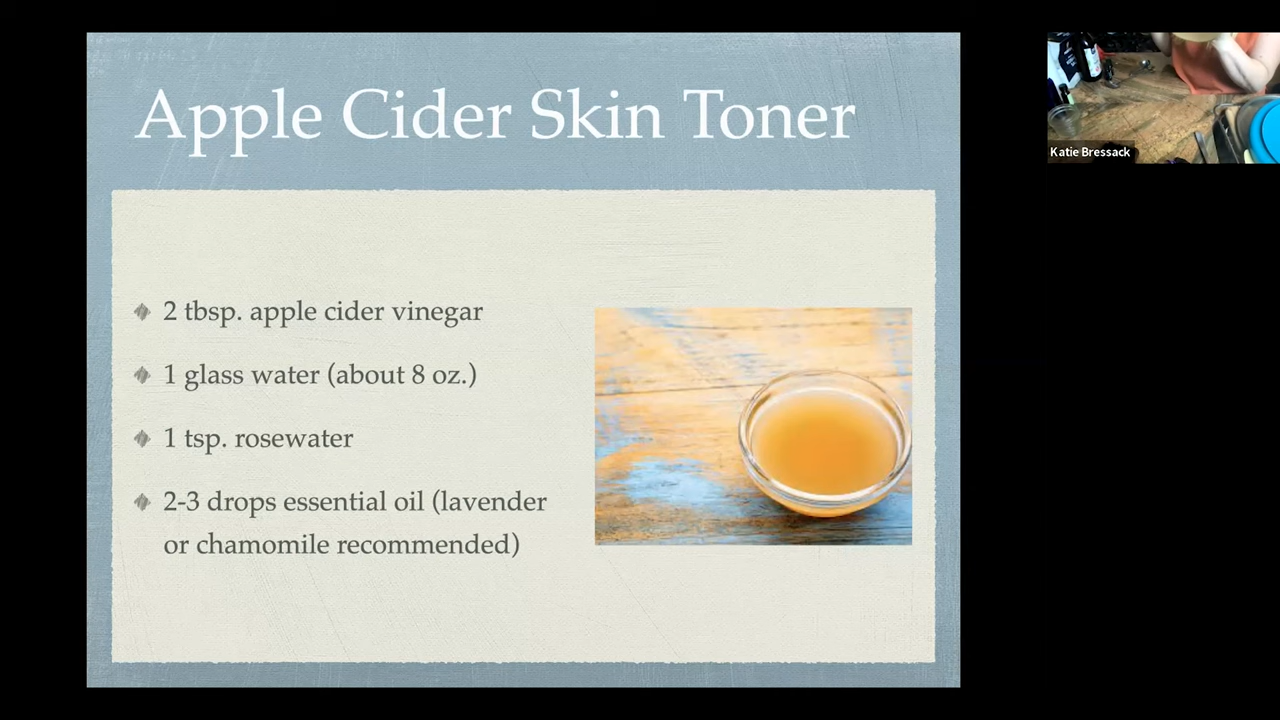 Apple Cider Skin Toner
2 tbsp. apple cider vinegar
1 glass water (about 8 oz.)
1 tsp. rosewater
2-3 drops essential oil (lavender
or chamomile recommended)
Katie Bressack